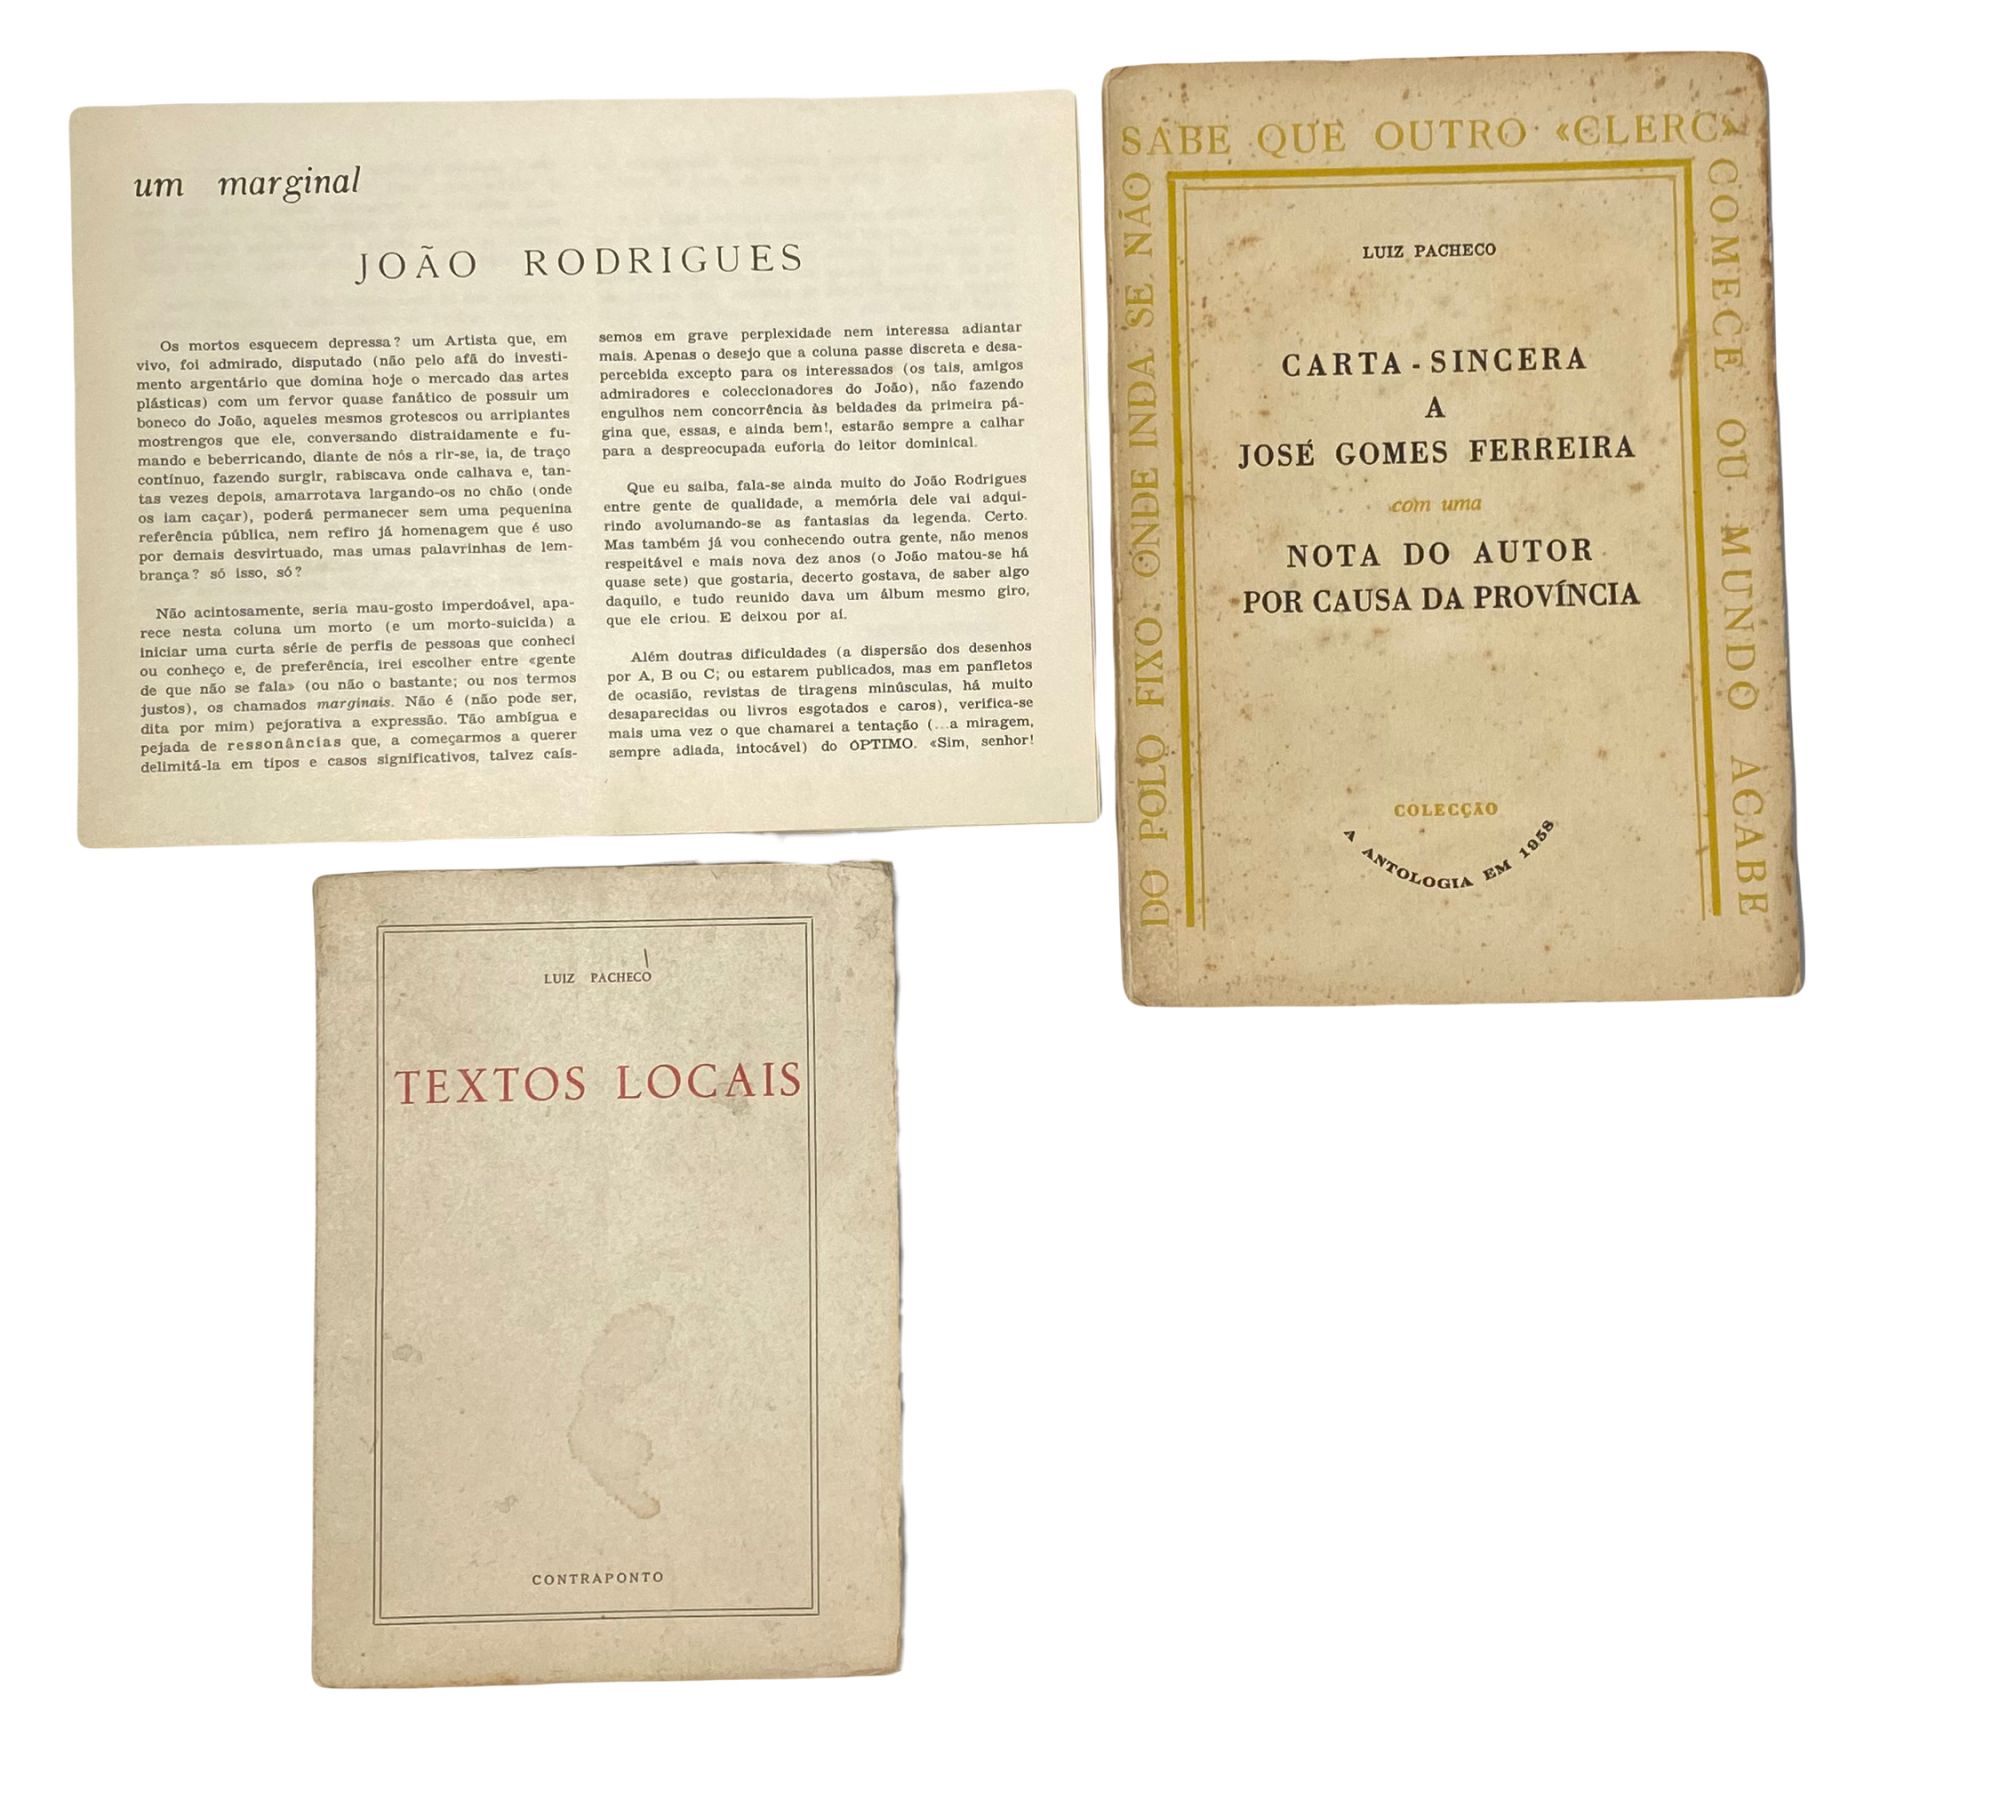 um marginal
JOÃO RODRIGUES
Os mortos esquecem depressa? um Artista que, em
vivo, foi admirado, disputado (não pelo afã do investi-
mento argentário que domina hoje o mercado das artes
plásticas) com um fervor quase fanático de possuir um
boneco do João, aqueles mesmos grotescos ou arripiantes
mostrengos que ele, conversando distraidamente e fu-
mando e beberricando, diante de nós a rir-se, ia, de traço
contínuo, fazendo surgir, rabiscava onde calhava e, tan-
tas vezes depois, amarrotava largando-os no chão (onde
os iam caçar), poderá permanecer sem uma pequenina
referência pública, nem refiro já homenagem que é uso
por demais desvirtuado, mas umas palavrinhas de lem-
brança? só isso, só?
Não acintosamente, seria mau-gosto imperdoável, apa-
rece nesta coluna um morto (e um morto-suicida) a
iniciar uma curta série de perfis de pessoas que conheci
ou conheço e, de preferência, irei escolher entre «gente
de que não se fala» (ou não o bastante; ou nos termos
justos), os chamados marginais. Não é (não pode ser,
dita por mim) pejorativa a expressão. Tão ambígua e
pejada de ressonâncias que, a começarmos a querer
delimitá-la em tipos e casos significativos, talvez caís-
semos em grave perplexidade nem interessa adiantar
mais. Apenas o desejo que a coluna passe discreta e desa-
percebida excepto para os interessados (os tais, amigos
admiradores e coleccionadores do João), não fazendo
engulhos nem concorrência às beldades da primeira pá-
gina que, essas, e ainda bem!, estarão sempre a calhar
para a despreocupada euforia do leitor dominical.
Que eu saiba, fala-se ainda muito do João Rodrigues
entre gente de qualidade, a memória dele vai adqui-
rindo avolumando-se as fantasias da legenda. Certo.
Mas também já vou conhecendo outra gente, não menos
respeitável e mais nova dez anos (o João matou-se há
quase sete) que gostaria, decerto gostava, de saber algo
daquilo, e tudo reunido dava um álbum mesmo giro,
que ele criou. E deixou por aí.
Além doutras dificuldades (a dispersão dos desenhos
por A, B ou C; ou estarem publicados, mas em panfletos
de ocasião, revistas de tiragens minúsculas, há muito
desaparecidas ou livros esgotados e caros), verifica-se
mais uma vez o que chamarei a tentação (...a miragem,
sempre adiada, intocável) do ÓPTIMO. «Sim, senhor!
DO POLO FIXO: ONDE INDA SE NÃO
SABE QUE OUTRO «CLERC»
COMECE OU MUNDO ACABE
LUIZ PACHECO
CARTA-SINCERA
A
JOSÉ GOMES FERREIRA
com uma
NOTA DO AUTOR
POR CAUSA DA PROVÍNCIA
COLECÇÃO
A ANTOLOGIA EM 1958
LUIZ PACHECO
TEXTOS LOCAIS
CONTRAPONTO